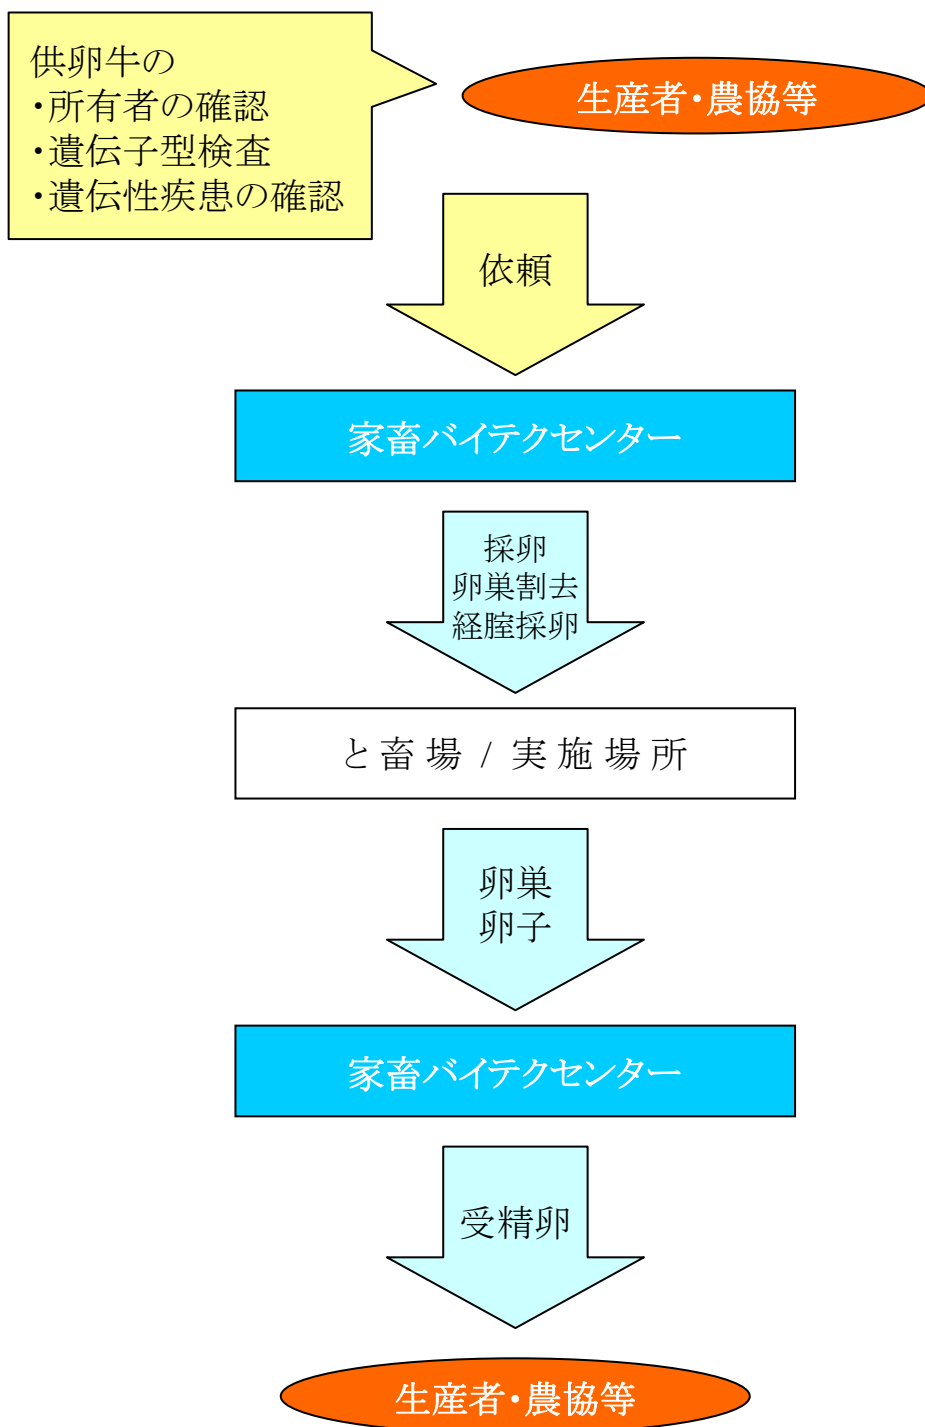 供卵牛の
・所有者の確認
・遺伝子型検査
・遺伝性疾患の確認
生産者・農協等
依頼
家畜バイテクセンター
採卵
卵巣割去
経腟採卵
と畜場 / 実施場所
卵巣
卵子
家畜バイテクセンター
受精卵
生産者・農協等